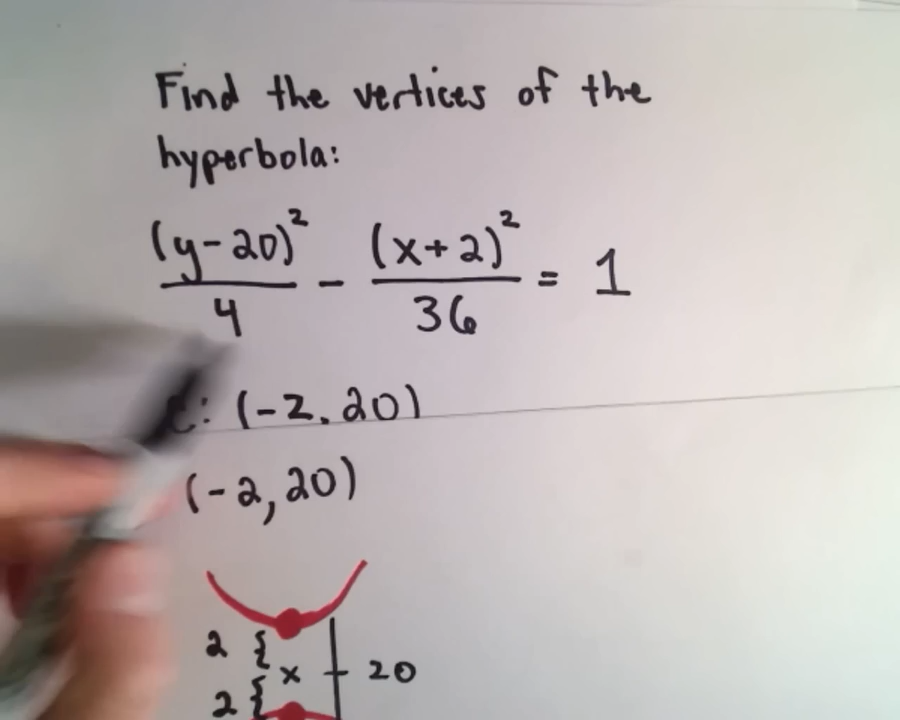 Find the vertices of the
hyperbola:
(y-20)²/4 - (x+2)²/36 = 1
C: (-2, 20)
(-2, 20)
2 {
x 20
2 {